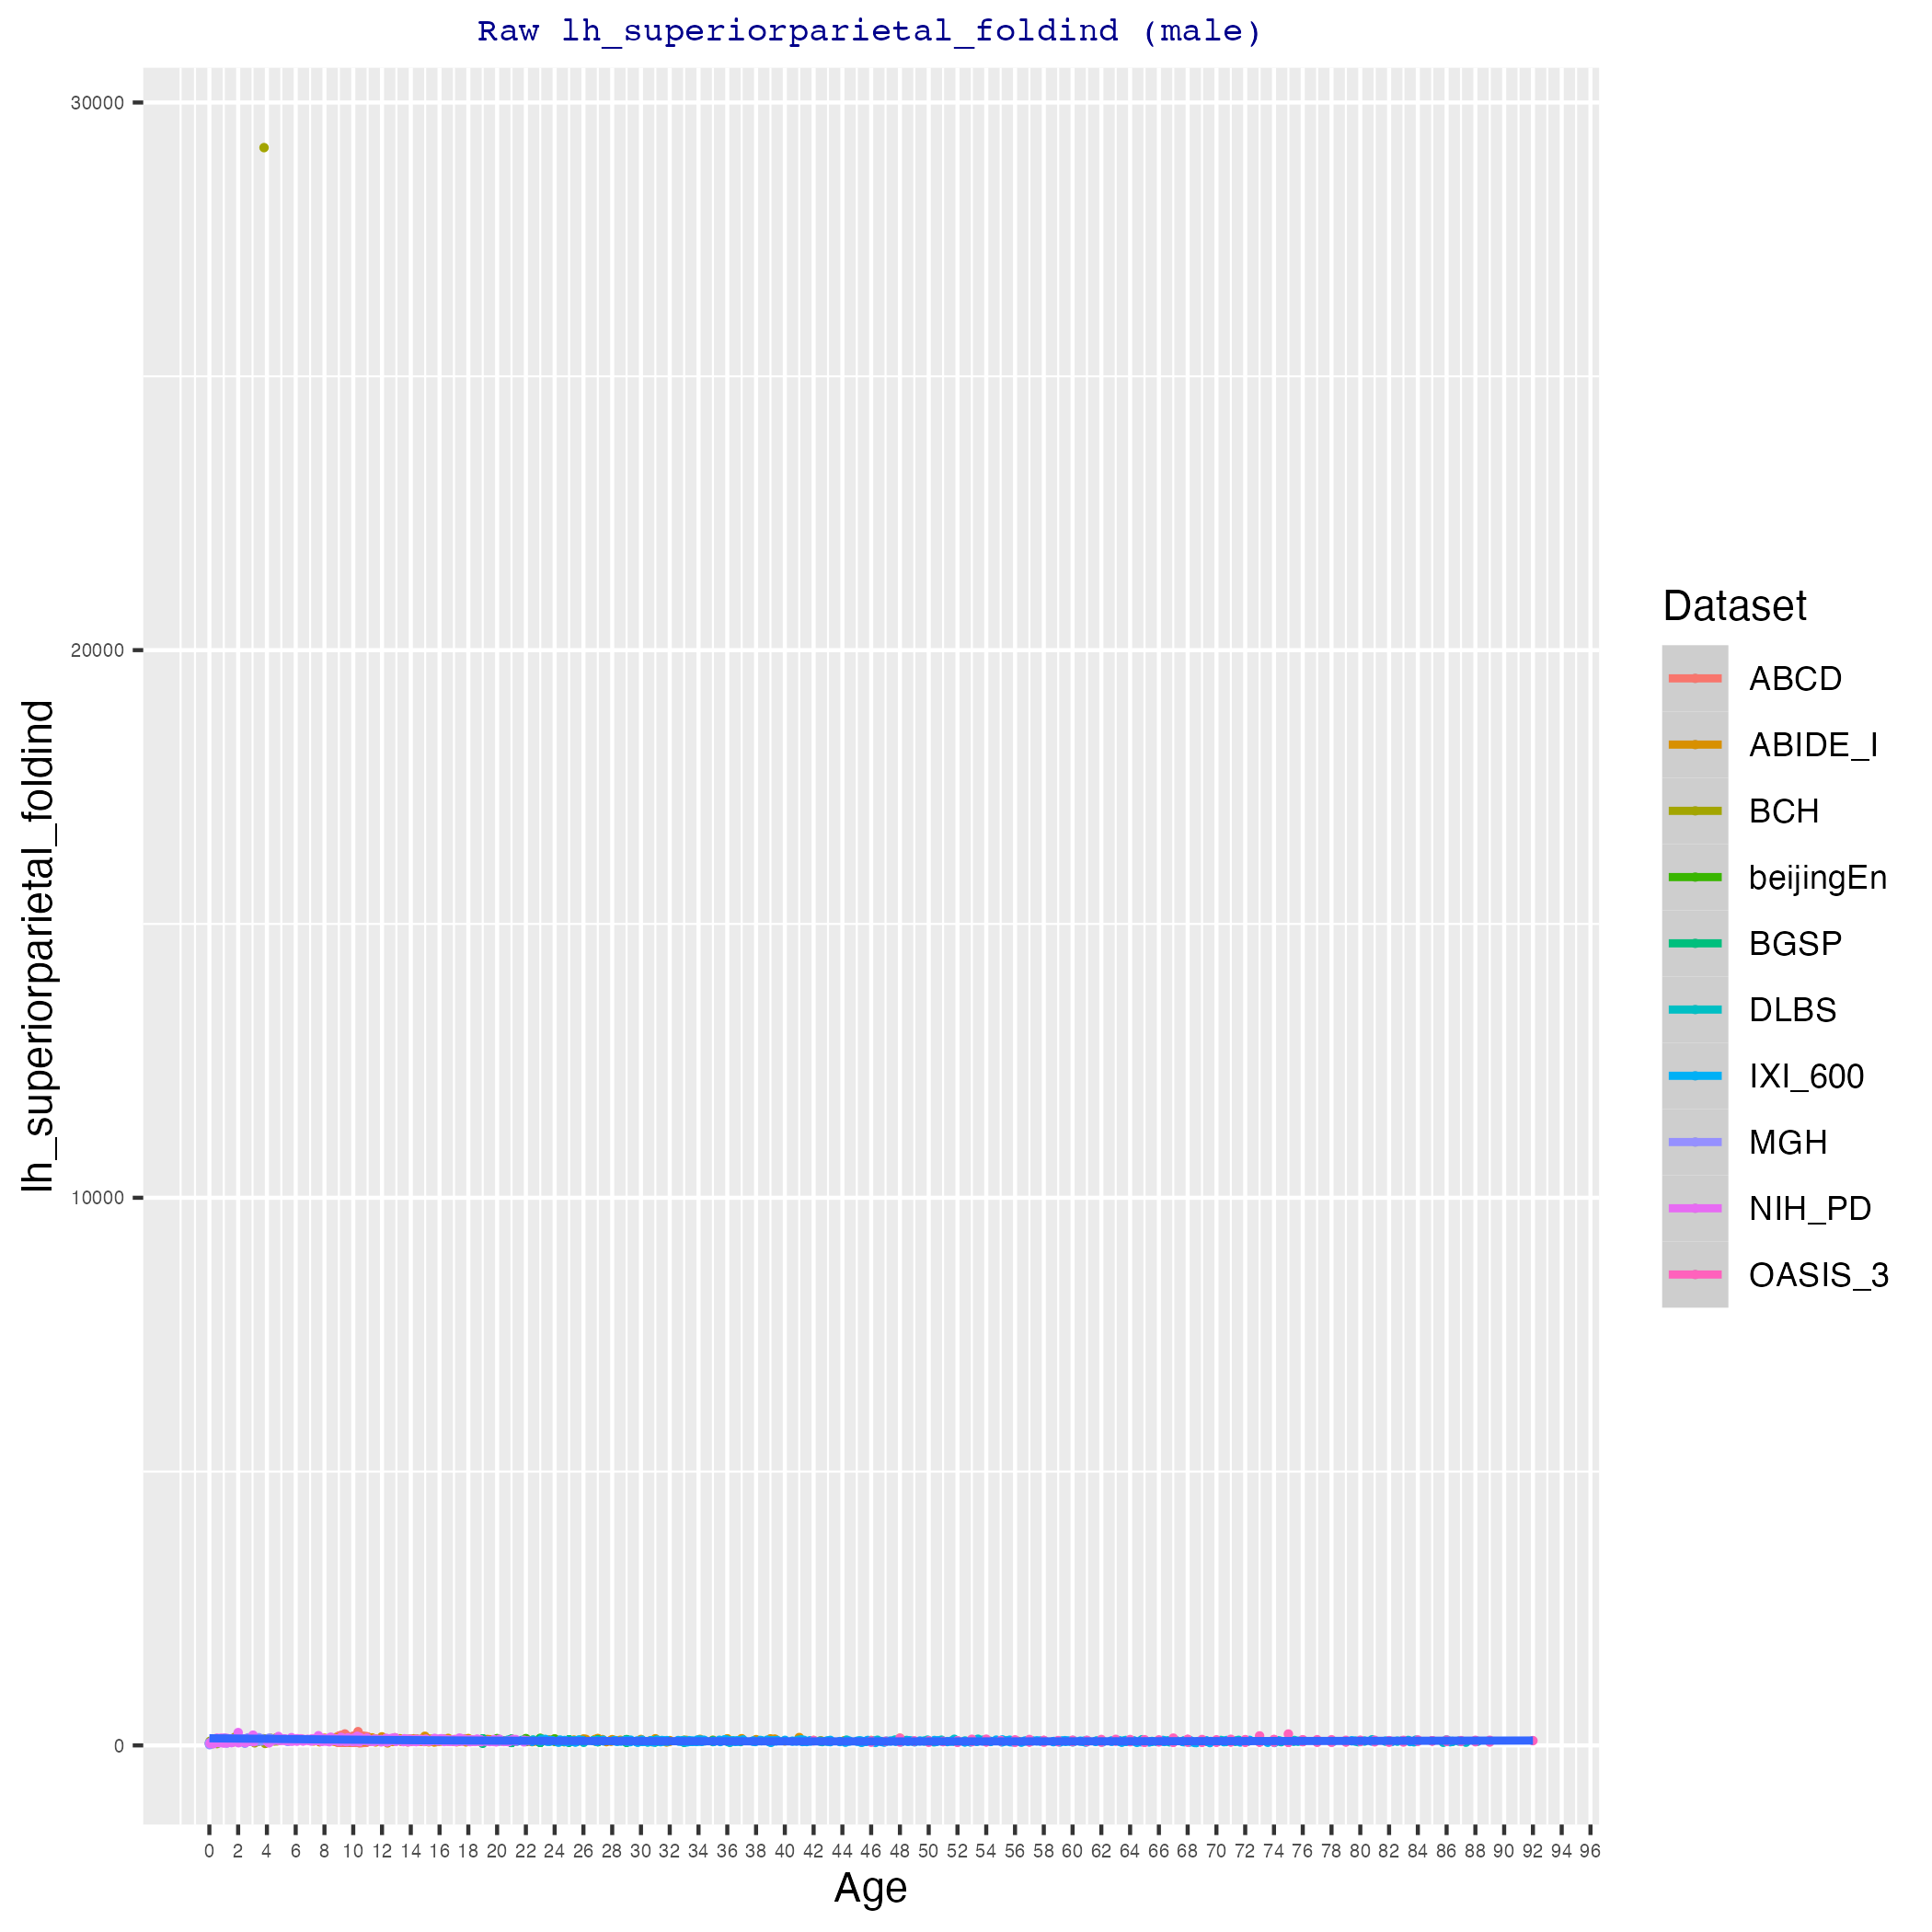 Raw lh_superiorparietal_foldind (male)
lh_superiorparietal_foldind
30000
20000
10000
0
0 2 4 6 8 10 12 14 16 18 20 22 24 26 28 30 32 34 36 38 40 42 44 46 48 50 52 54 56 58 60 62 64 66 68 70 72 74 76 78 80 82 84 86 88 90 92 94 96
Age
Dataset
ABCD
ABIDE_I
BCH
beijingEn
BGSP
DLBS
IXI_600
MGH
NIH_PD
OASIS_3